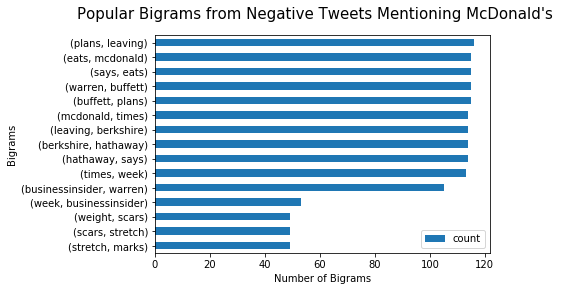 Popular Bigrams from Negative Tweets Mentioning McDonald's
Bigrams
(plans, leaving)
(eats, mcdonald)
(says, eats)
(warren, buffett)
(buffett, plans)
(mcdonald, times)
(leaving, berkshire)
(berkshire, hathaway)
(hathaway, says)
(times, week)
(businessinsider, warren)
(week, businessinsider)
(weight, scars)
(scars, stretch)
(stretch, marks)
count
0 20 40 60 80 100 120
Number of Bigrams